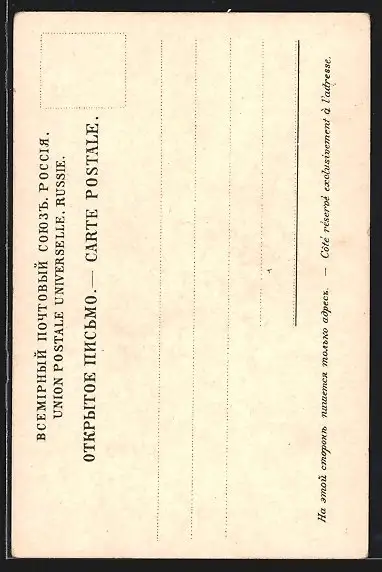 ВСЕМІРНЫЙ ПОЧТОВЫЙ СОЮЗЪ. РОССІЯ.
UNION POSTALE UNIVERSELLE. RUSSIE.
ОТКРЫТОЕ ПИСЬМО. — CARTE POSTALE.
На этой сторонѣ пишется только адресъ. — Côté réservé exclusivement à l'adresse.